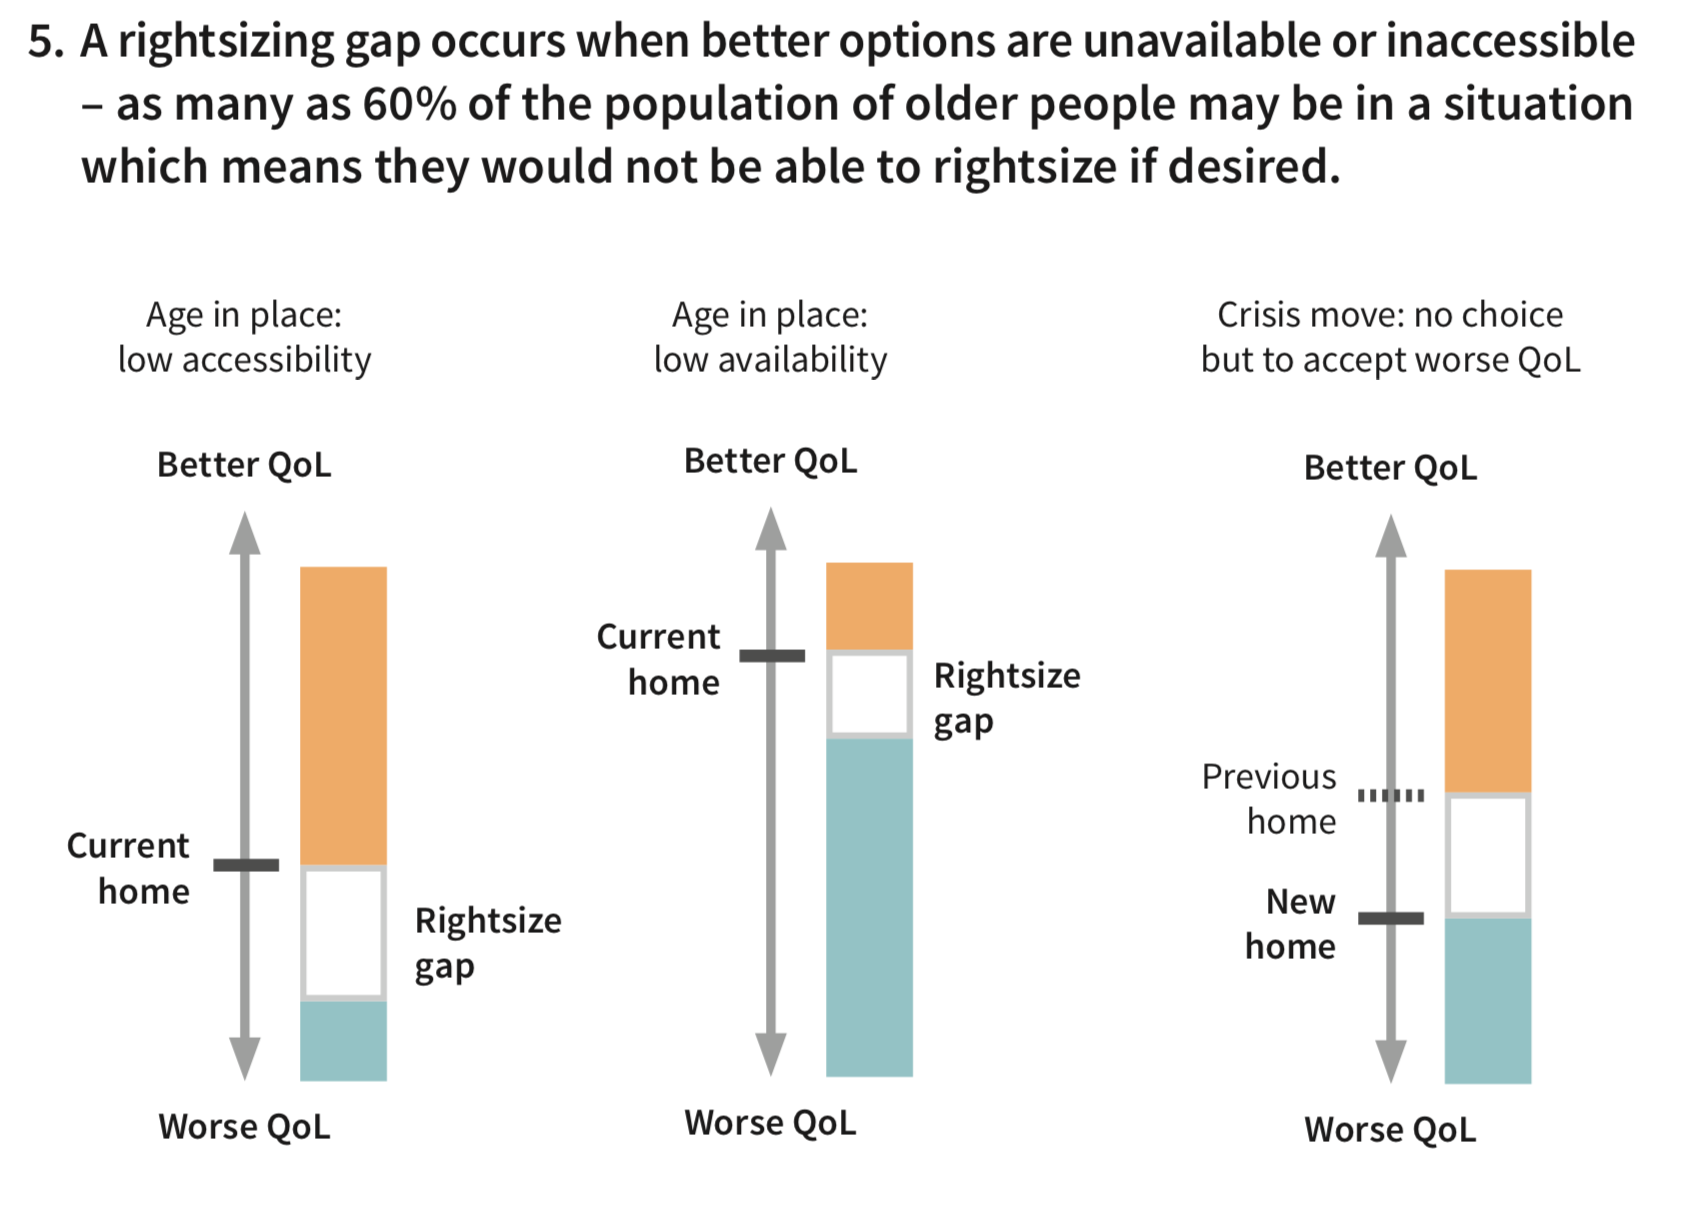 5. A rightsizing gap occurs when better options are unavailable or inaccessible
– as many as 60% of the population of older people may be in a situation
which means they would not be able to rightsize if desired.
Age in place:
low accessibility
Better QoL
Current
home
Rightsize
gap
Worse QoL
Age in place:
low availability
Better QoL
Current
home
Rightsize
gap
Worse QoL
Crisis move: no choice
but to accept worse QoL
Better QoL
Previous
home
New
home
Worse QoL